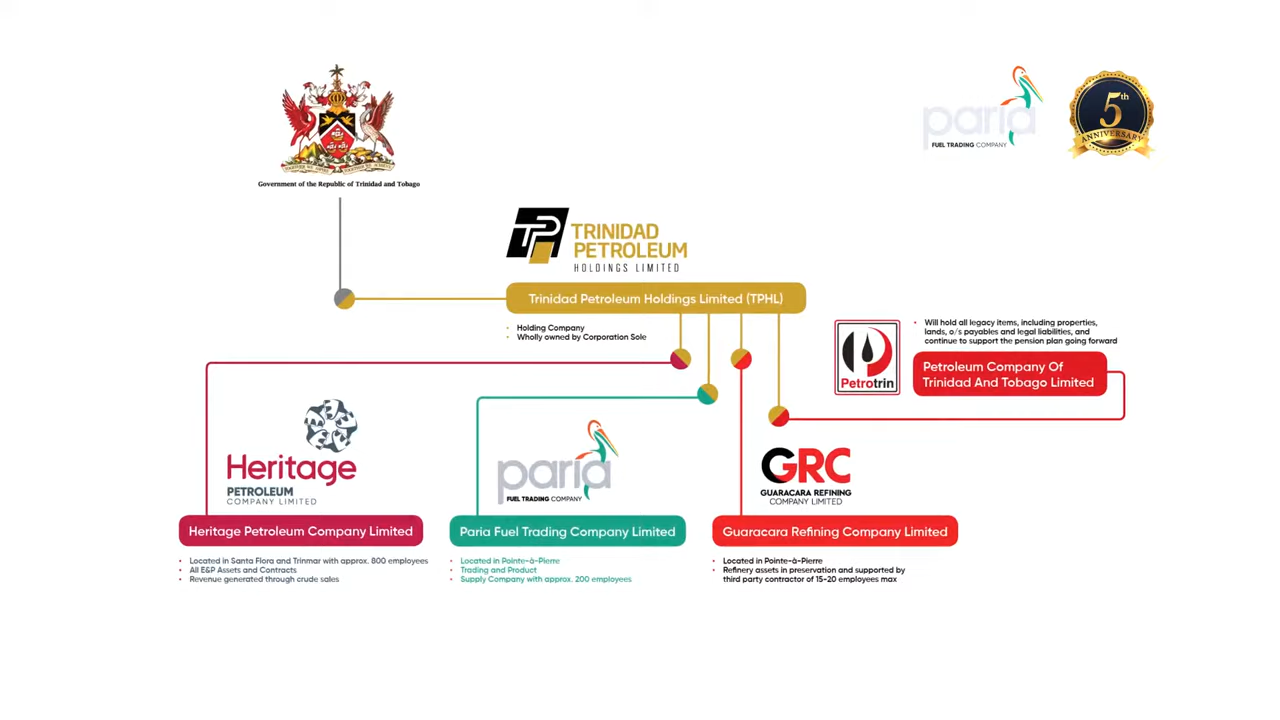 paria
FUEL TRADING COMPANY
5th
ANNIVERSARY
Government of the Republic of Trinidad and Tobago
TPH
TRINIDAD
PETROLEUM
HOLDINGS LIMITED
Trinidad Petroleum Holdings Limited (TPHL)
• Holding Company
• Wholly owned by Corporation Sole
• Will hold all legacy items, including properties,
lands, o/s payables and legal liabilities, and
continue to support the pension plan going forward
Petrotrin
Petroleum Company Of
Trinidad And Tobago Limited
Heritage
PETROLEUM
COMPANY LIMITED
Heritage Petroleum Company Limited
• Located in Santa Flora and Trinmar with approx. 800 employees
• All E&P Assets and Contracts
• Revenue generated through crude sales
paria
FUEL TRADING COMPANY
Paria Fuel Trading Company Limited
• Located in Pointe-à-Pierre
• Trading and Product
• Supply Company with approx. 200 employees
GRC
GUARACARA REFINING
COMPANY LIMITED
Guaracara Refining Company Limited
• Located in Pointe-à-Pierre
• Refinery assets in preservation and supported by
third party contractor of 15-20 employees max